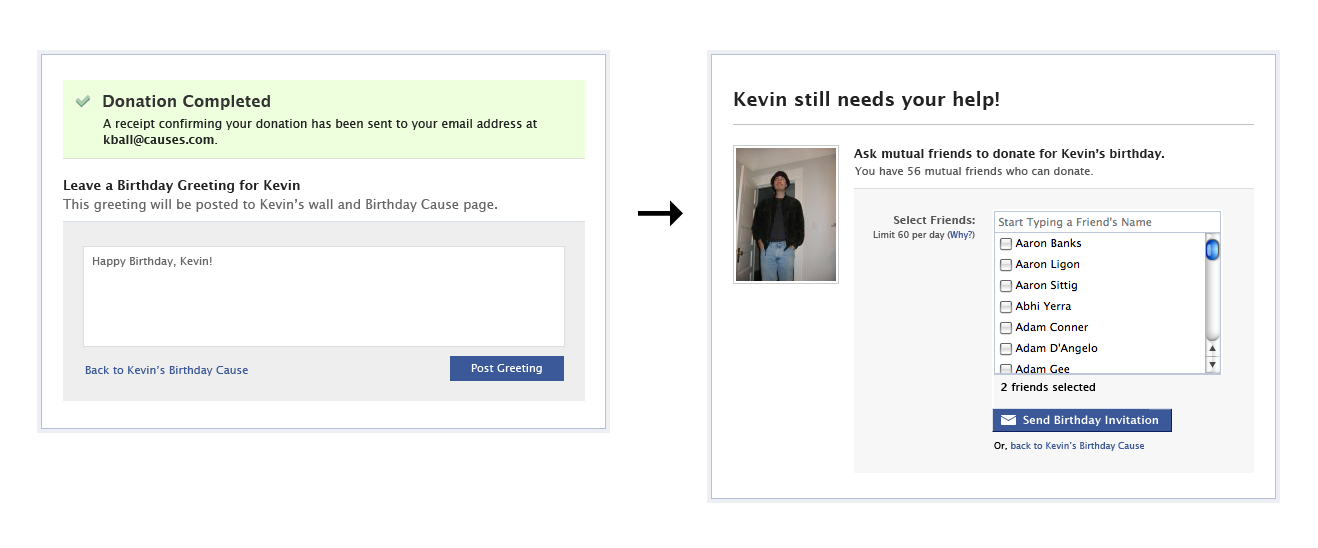 Donation Completed
A receipt confirming your donation has been sent to your email address at
kball@causes.com.
Leave a Birthday Greeting for Kevin
This greeting will be posted to Kevin's wall and Birthday Cause page.
Happy Birthday, Kevin!
Back to Kevin's Birthday Cause
Post Greeting
Kevin still needs your help!
Ask mutual friends to donate for Kevin's birthday.
You have 56 mutual friends who can donate.
Select Friends:
Limit 60 per day (Why?)
Start Typing a Friend's Name
Aaron Banks
Aaron Ligon
Aaron Sittig
Abhi Yerra
Adam Conner
Adam D'Angelo
Adam Gee
2 friends selected
Send Birthday Invitation
Or, back to Kevin's Birthday Cause